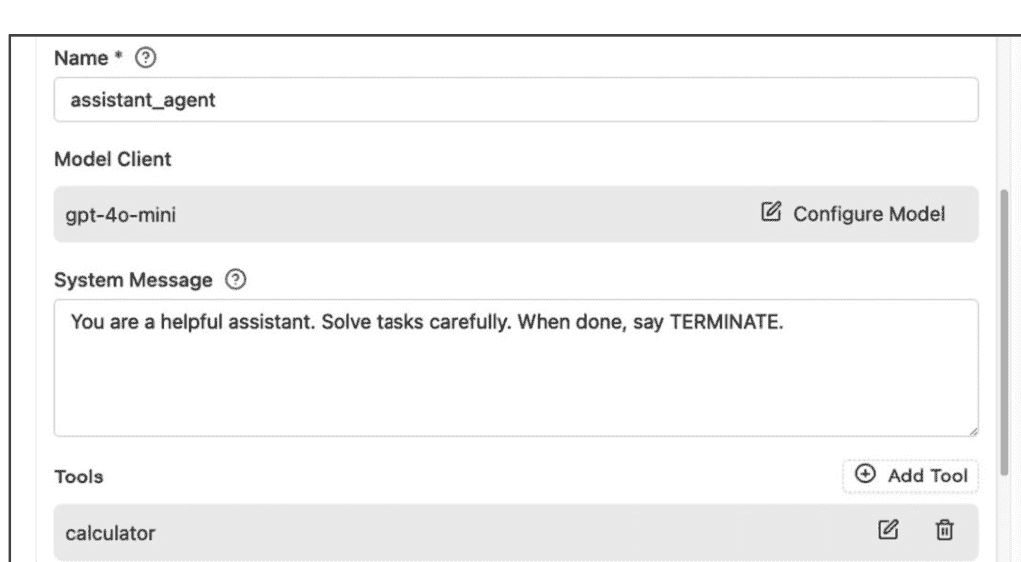 Name *
assistant_agent
Model Client
gpt-4o-mini
Configure Model
System Message
You are a helpful assistant. Solve tasks carefully. When done, say TERMINATE.
Tools
Add Tool
calculator